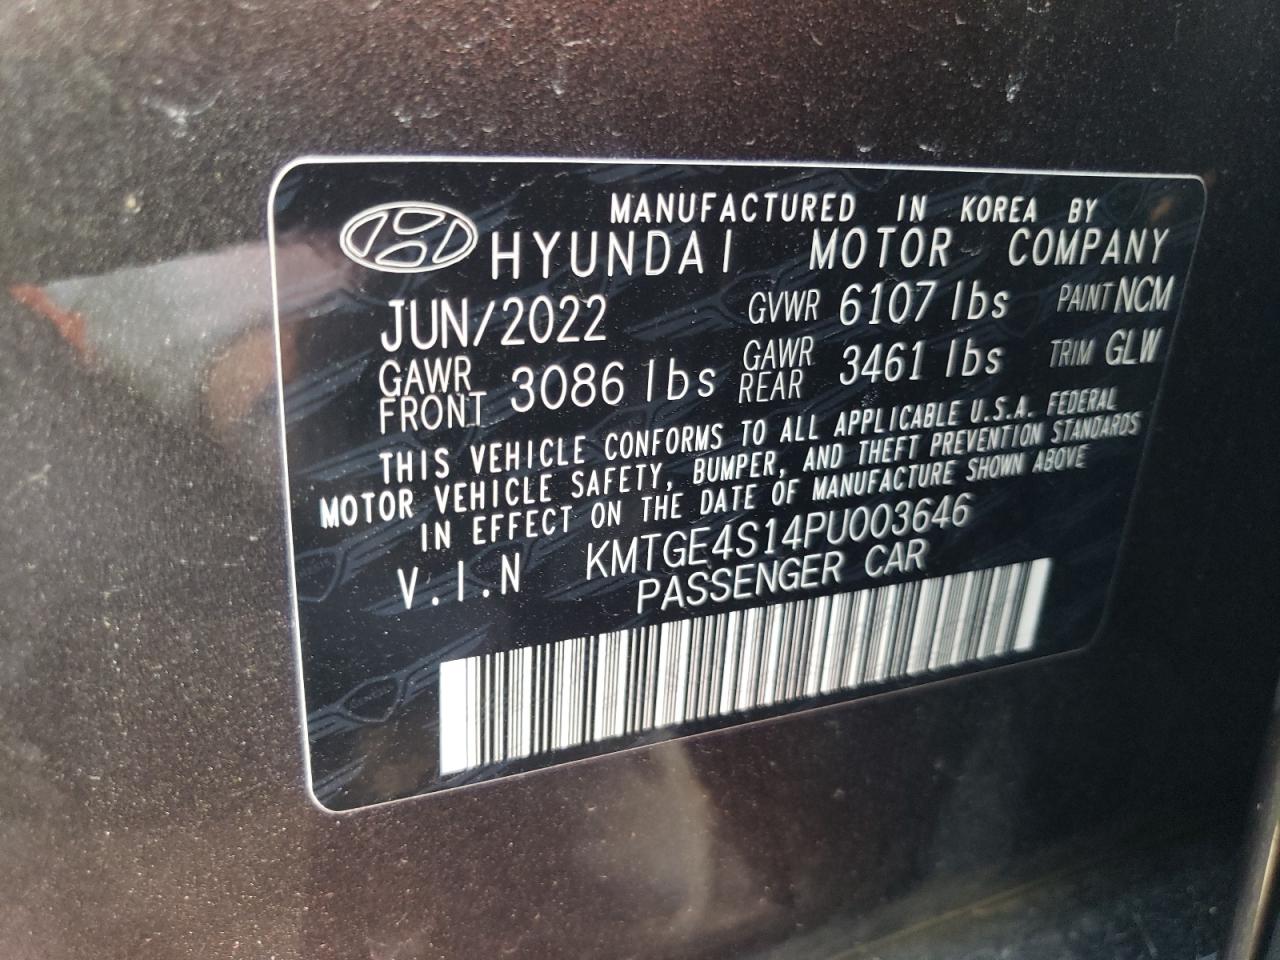 MANUFACTURED IN KOREA BY
HYUNDAI MOTOR COMPANY
JUN/2022 GVWR 6107 lbs PAINT NCM
GAWR FRONT 3086 lbs GAWR REAR 3461 lbs TRIM GLW
THIS VEHICLE CONFORMS TO ALL APPLICABLE U.S.A. FEDERAL
MOTOR VEHICLE SAFETY, BUMPER, AND THEFT PREVENTION STANDARDS
IN EFFECT ON THE DATE OF MANUFACTURE SHOWN ABOVE
V.I.N KMTGE4S14PU003646
PASSENGER CAR